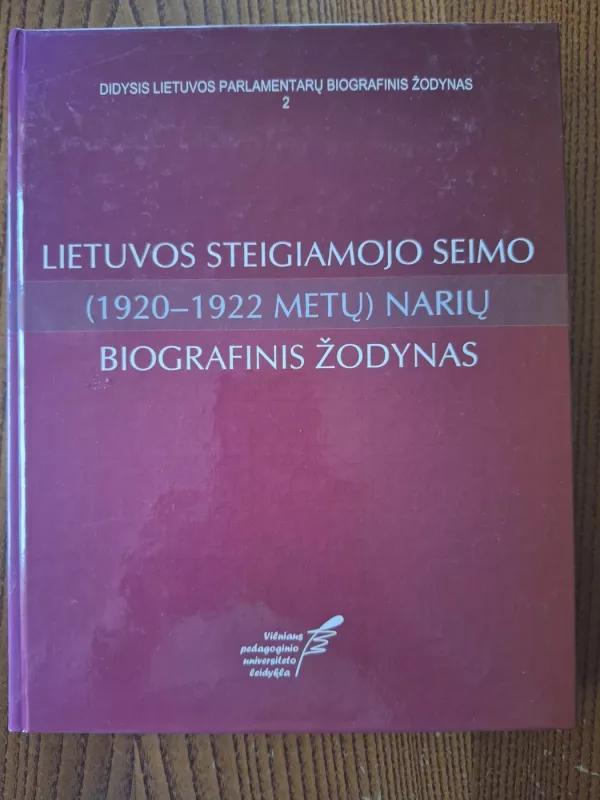 DIDYSIS LIETUVOS PARLAMENTARŲ BIOGRAFINIS ŽODYNAS
2
LIETUVOS STEIGIAMOJO SEIMO
(1920–1922 METŲ) NARIŲ
BIOGRAFINIS ŽODYNAS
Vilniaus
pedagoginio
universiteto
leidykla